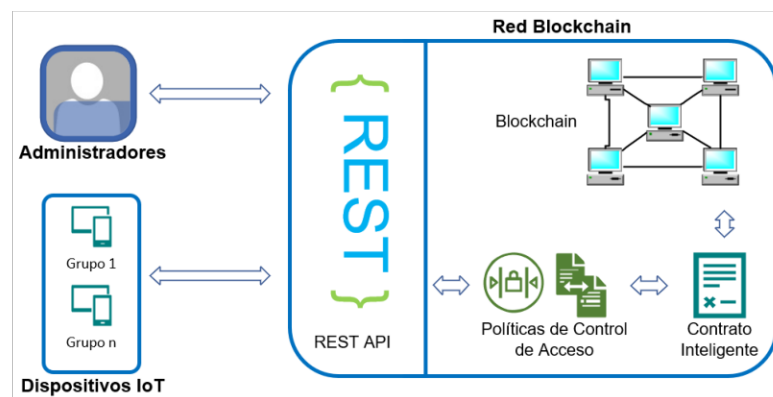 Red Blockchain
Administradores
Grupo 1
Grupo n
Dispositivos IoT
{ REST }
REST API
Blockchain
Políticas de Control
de Acceso
Contrato
Inteligente